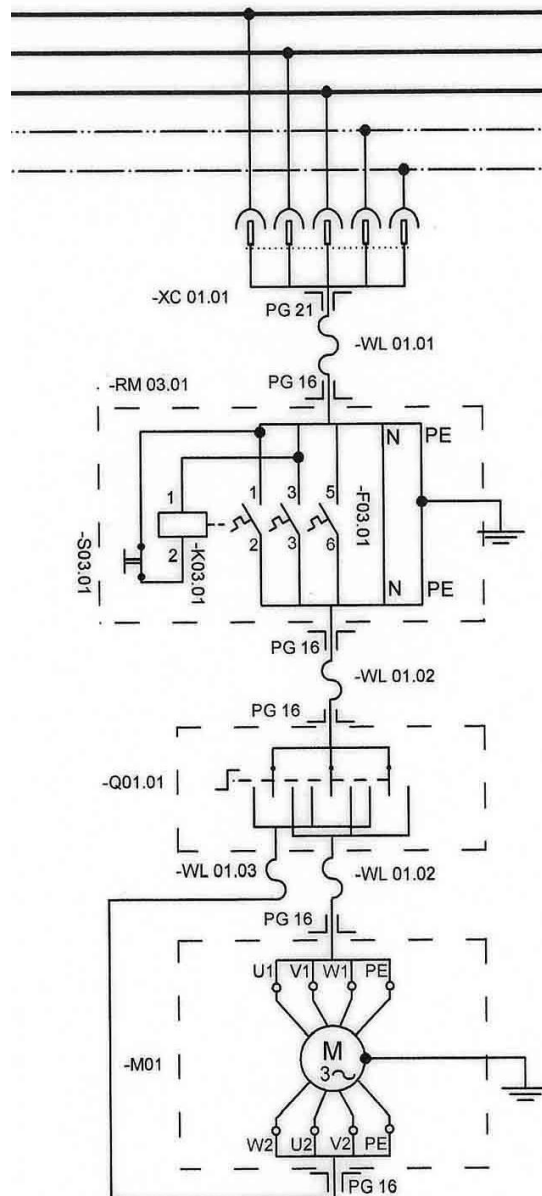 -XC 01.01
PG 21
-WL 01.01
PG 16
-RM 03.01
N PE
1 1 3 5
-F03.01
2 2 3 6
-S03.01
-K03.01
N PE
PG 16
-WL 01.02
PG 16
-Q01.01
-WL 01.03 -WL 01.02
PG 16
U1 V1 W1 PE
M
3
-M01
W2 U2 V2 PE
PG 16